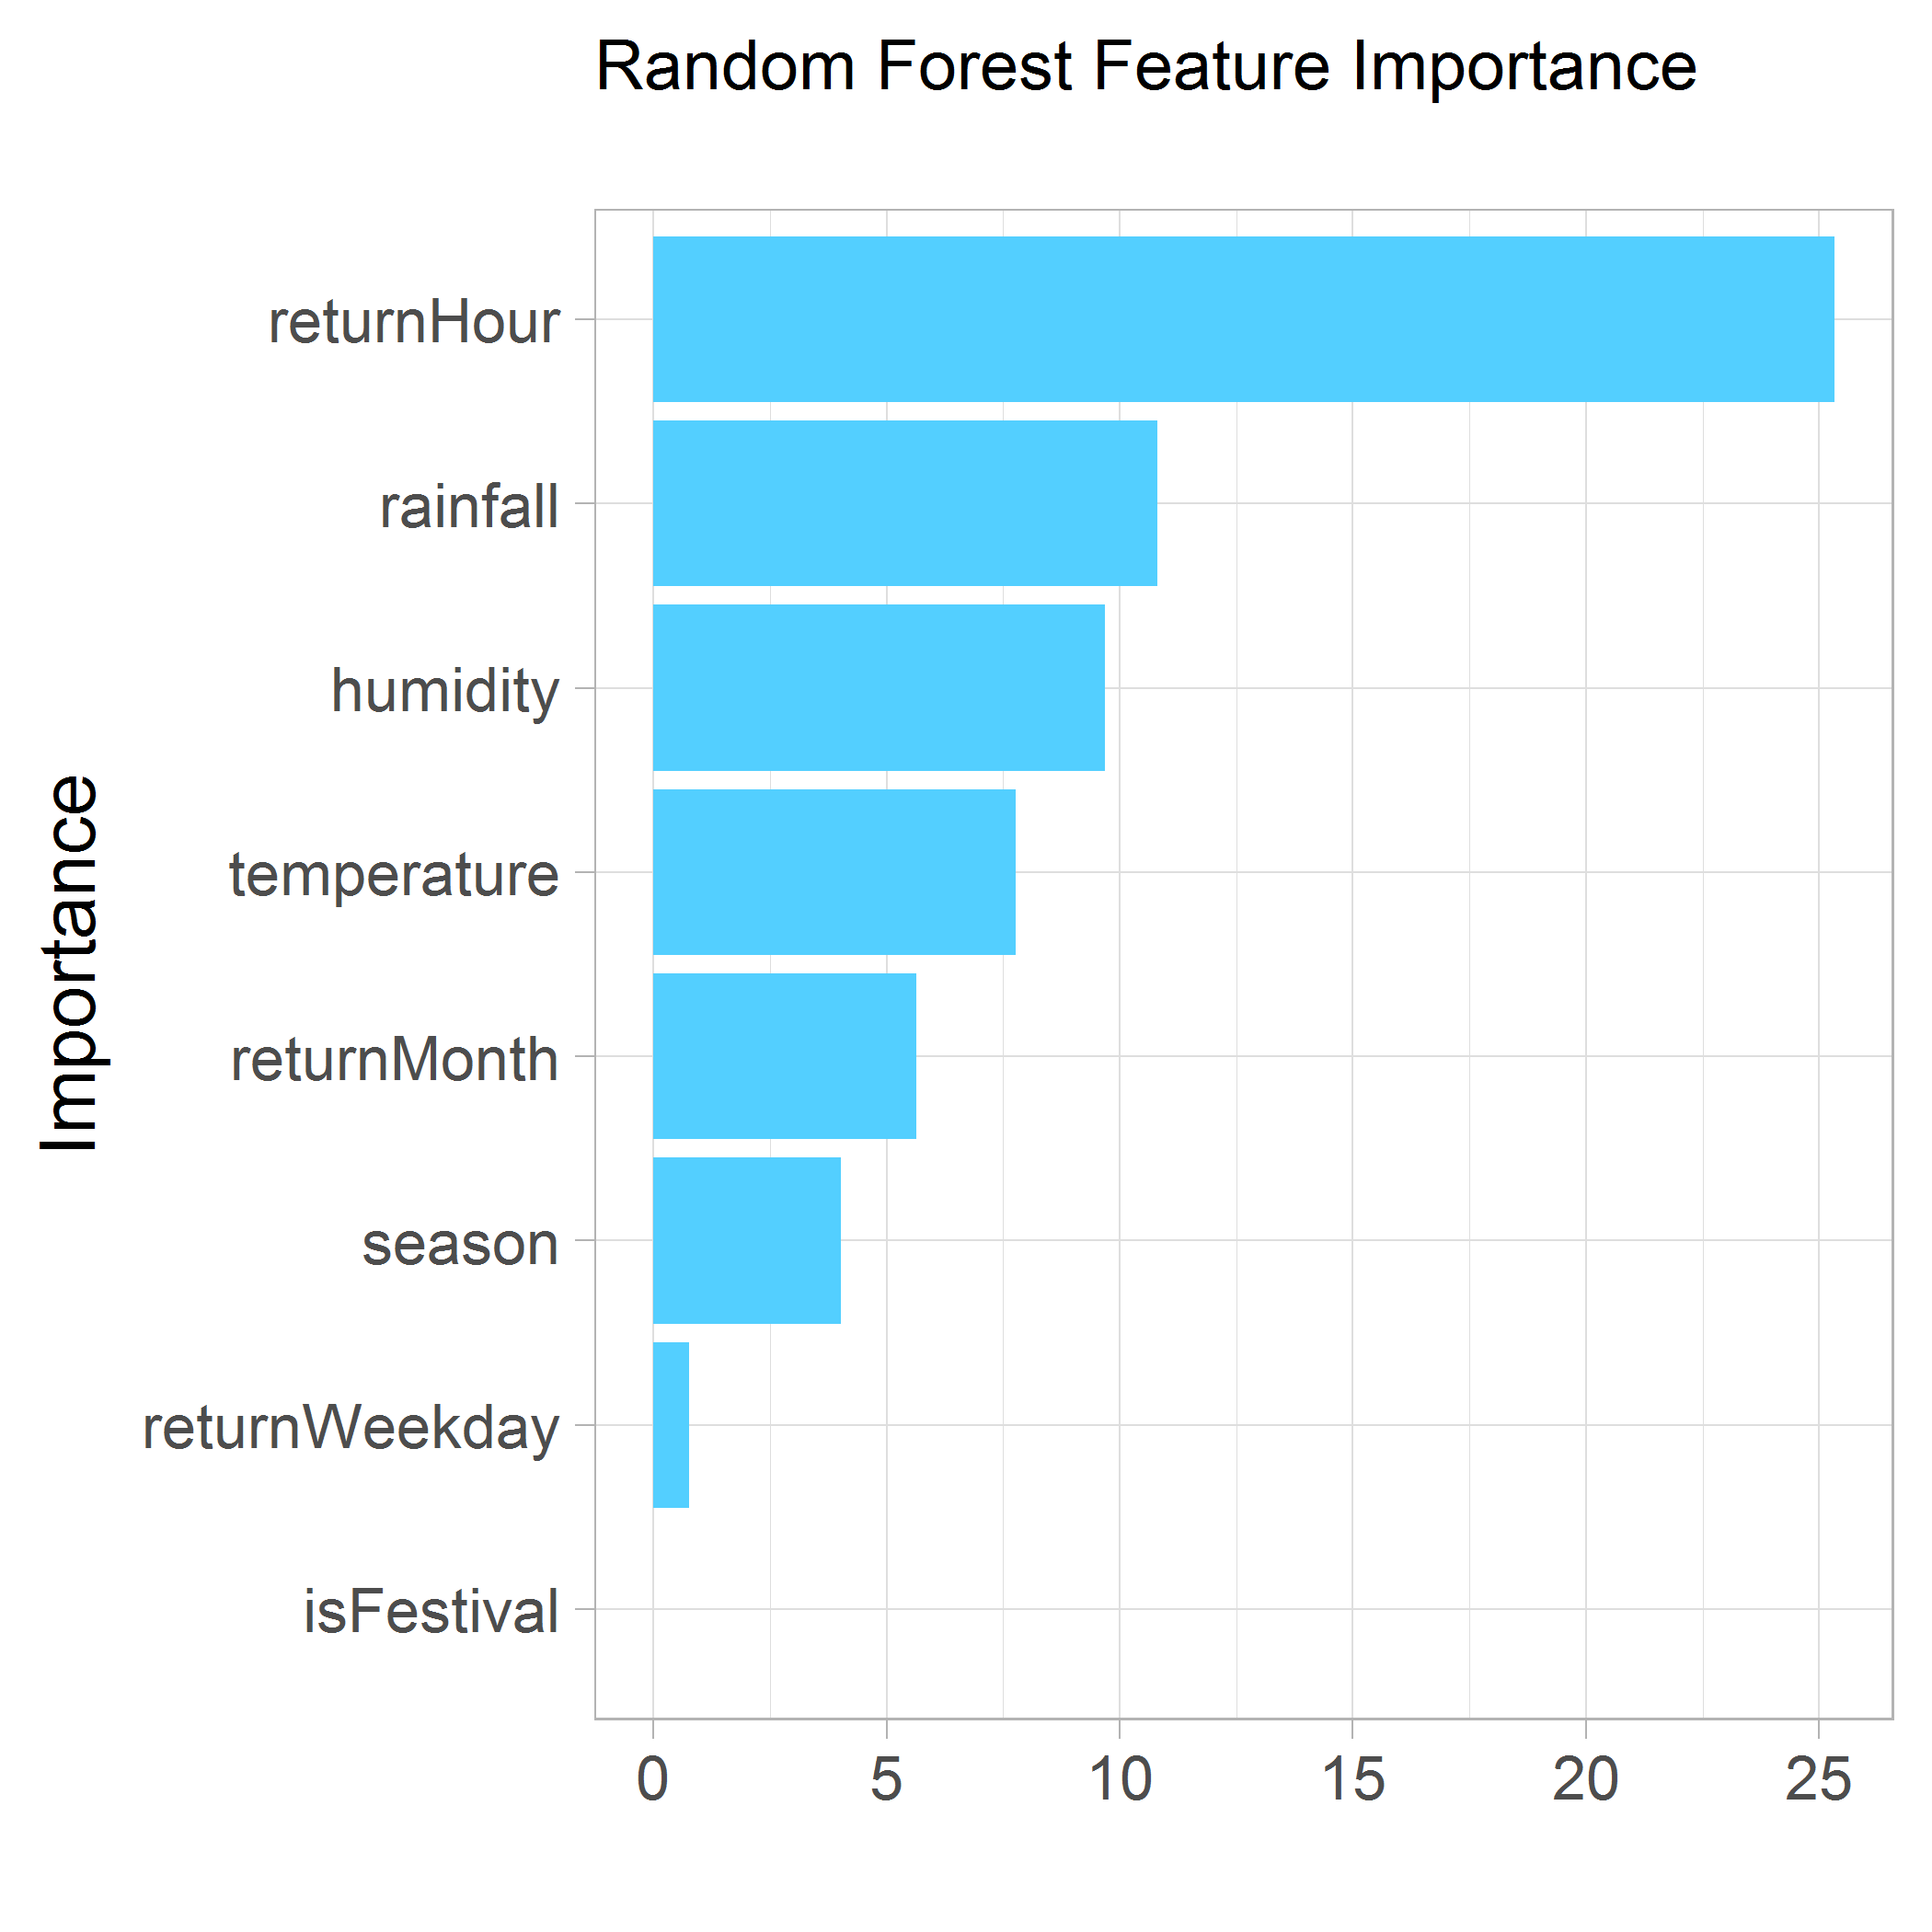 Random Forest Feature Importance
Importance
returnHour
rainfall
humidity
temperature
returnMonth
season
returnWeekday
isFestival
0 5 10 15 20 25